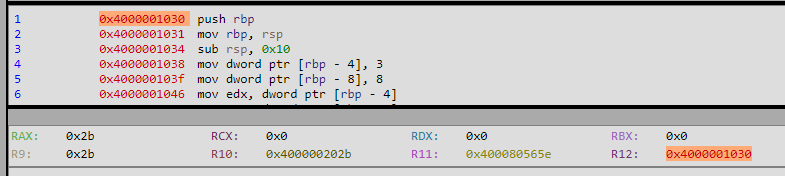 1 0x4000001030 push rbp
2 0x4000001031 mov rbp, rsp
3 0x4000001034 sub rsp, 0x10
4 0x4000001038 mov dword ptr [rbp - 4], 3
5 0x400000103f mov dword ptr [rbp - 8], 8
6 0x4000001046 mov edx, dword ptr [rbp - 4]
RAX: 0x2b RCX: 0x0 RDX: 0x0 RBX: 0x0
R9: 0x2b R10: 0x400000202b R11: 0x400080565e R12: 0x4000001030